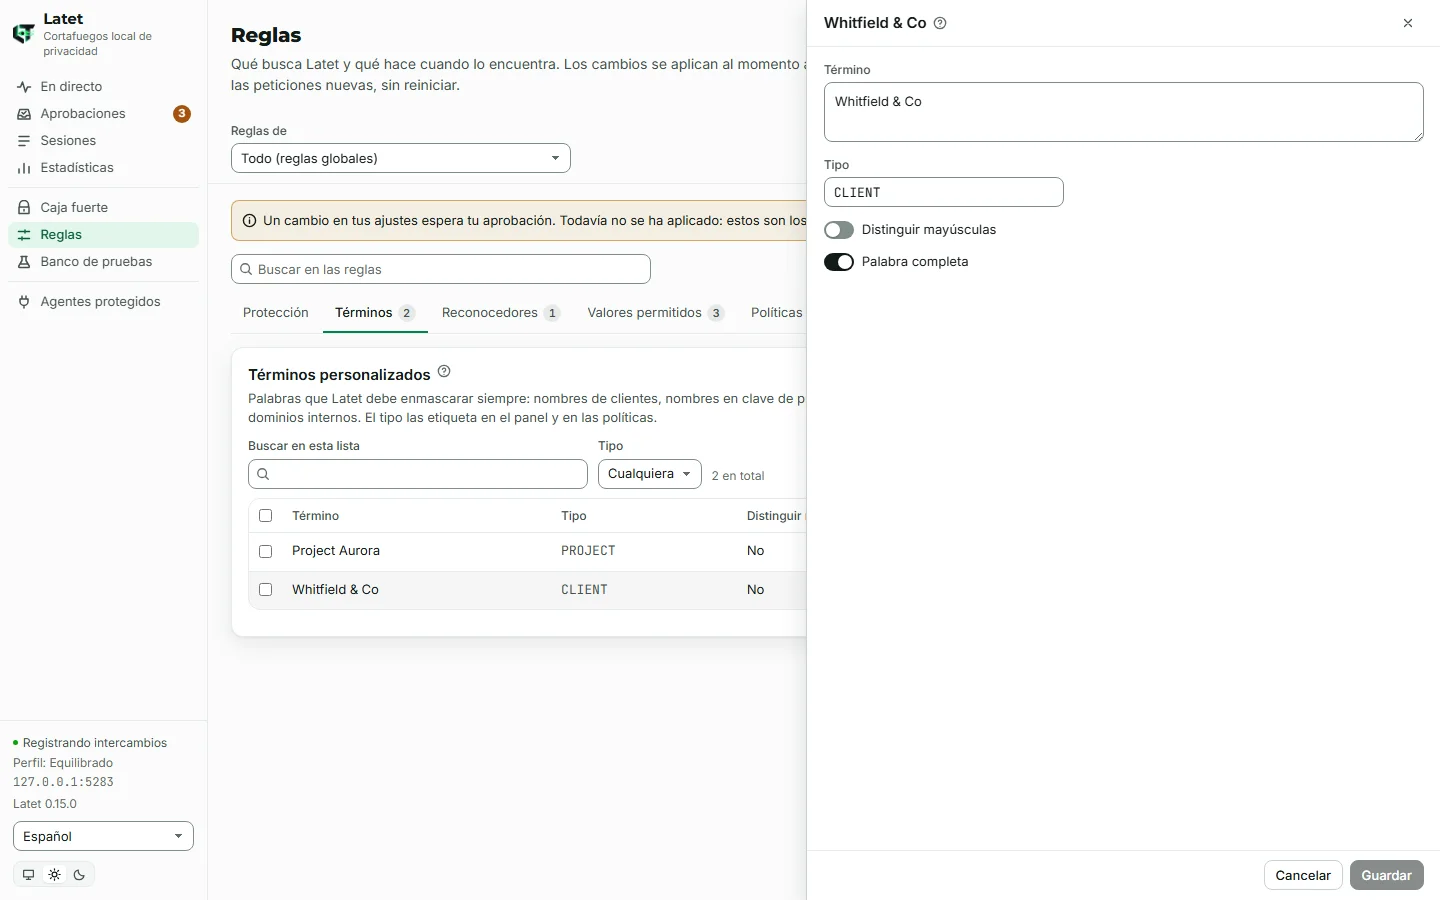 Latet
Cortafuegos local de
privacidad
En directo
Aprobaciones 3
Sesiones
Estadísticas
Caja fuerte
Reglas
Banco de pruebas
Agentes protegidos
Registrando intercambios
Perfil: Equilibrado
127.0.0.1:5283
Latet 0.15.0
Español
Reglas
Qué busca Latet y qué hace cuando lo encuentra. Los cambios se aplican al momento
las peticiones nuevas, sin reiniciar.
Reglas de
Todo (reglas globales)
Un cambio en tus ajustes espera tu aprobación. Todavía no se ha aplicado: estos son los
Buscar en las reglas
Protección Términos 2 Reconocedores 1 Valores permitidos 3 Políticas
Términos personalizados
Palabras que Latet debe enmascarar siempre: nombres de clientes, nombres en clave de p
dominios internos. El tipo las etiqueta en el panel y en las políticas.
Buscar en esta lista Tipo
Cualquiera 2 en total
Término Tipo Distinguir
Project Aurora PROJECT No
Whitfield & Co CLIENT No
Whitfield & Co
Término
Whitfield & Co
Tipo
CLIENT
Distinguir mayúsculas
Palabra completa
Cancelar Guardar